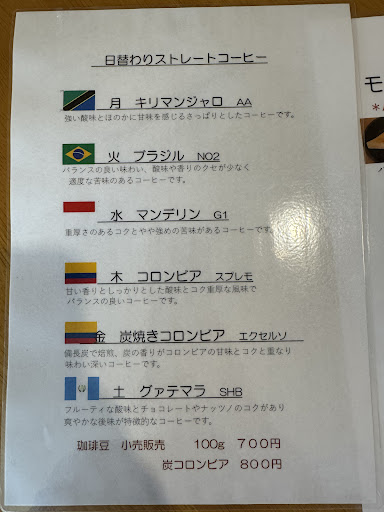 日替わりストレートコーヒー
月 キリマンジャロ AA
強い酸味とほのかに甘味を感じるさっぱりとしたコーヒーです。
火 ブラジル NO2
バランスの良い味わい、酸味や香りのクセが少なく
適度な苦味のあるコーヒーです。
水 マンデリン G1
重厚さのあるコクとやや強めの苦味があるコーヒーです。
木 コロンビア スプレモ
甘い香りとしっかりとした酸味とコク重厚な風味で
バランスの良いコーヒーです。
金 炭焼きコロンビア エクセルソ
備長炭で焙煎、炭の香りがコロンビアの甘味とコクと重なり
味わい深いコーヒーです。
土 グァテマラ SHB
フルーティな酸味とチョコレートやナッツノのコクがあり
爽やかな後味が特徴的なコーヒーです。
珈琲豆 小売販売 100g 700円
炭コロンビア 800円
モ